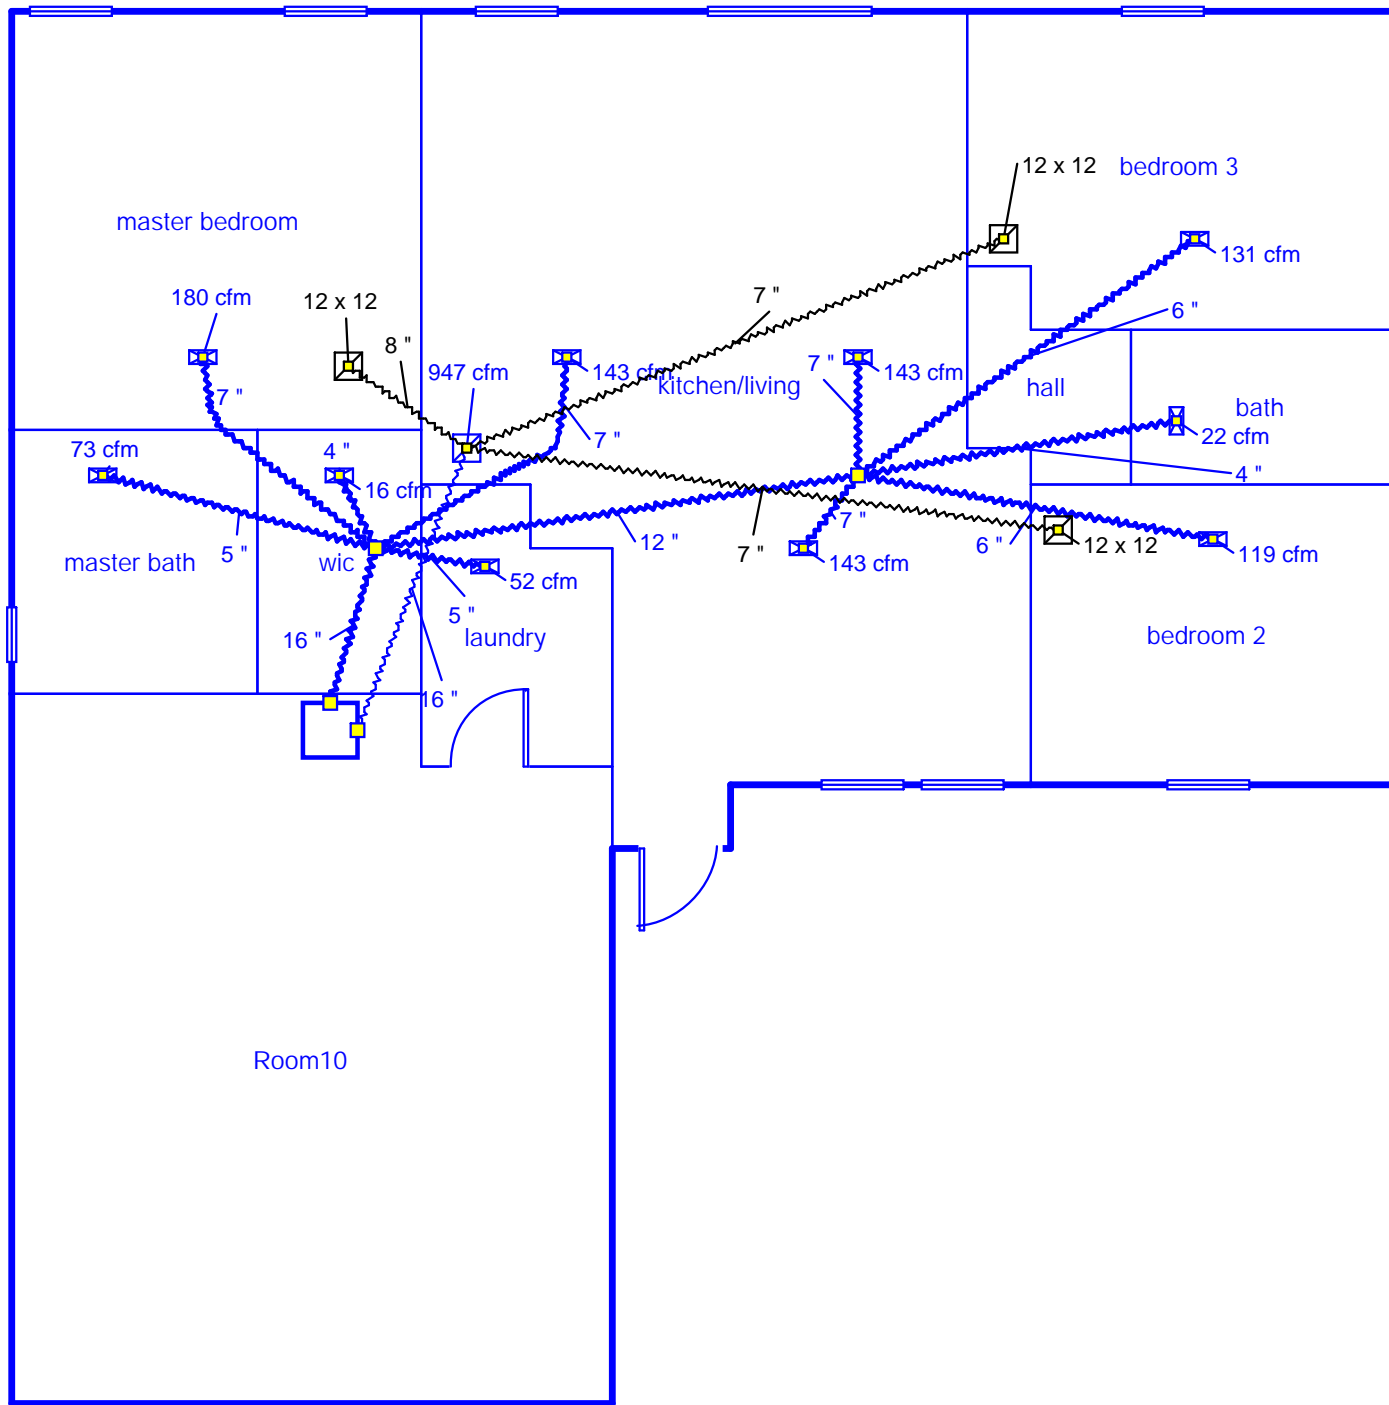 12 x 12
bedroom 3
master bedroom
131 cfm
180 cfm
12 x 12
7 "
6 "
8 "
947 cfm
143 cfm
kitchen/living
7 "
143 cfm
hall
7 "
bath
73 cfm
4 "
7 "
22 cfm
16 cfm
4 "
7 "
5 "
12 "
7 "
6 "
12 x 12
119 cfm
master bath
wic
143 cfm
52 cfm
5 "
16 "
laundry
bedroom 2
16 "
Room10